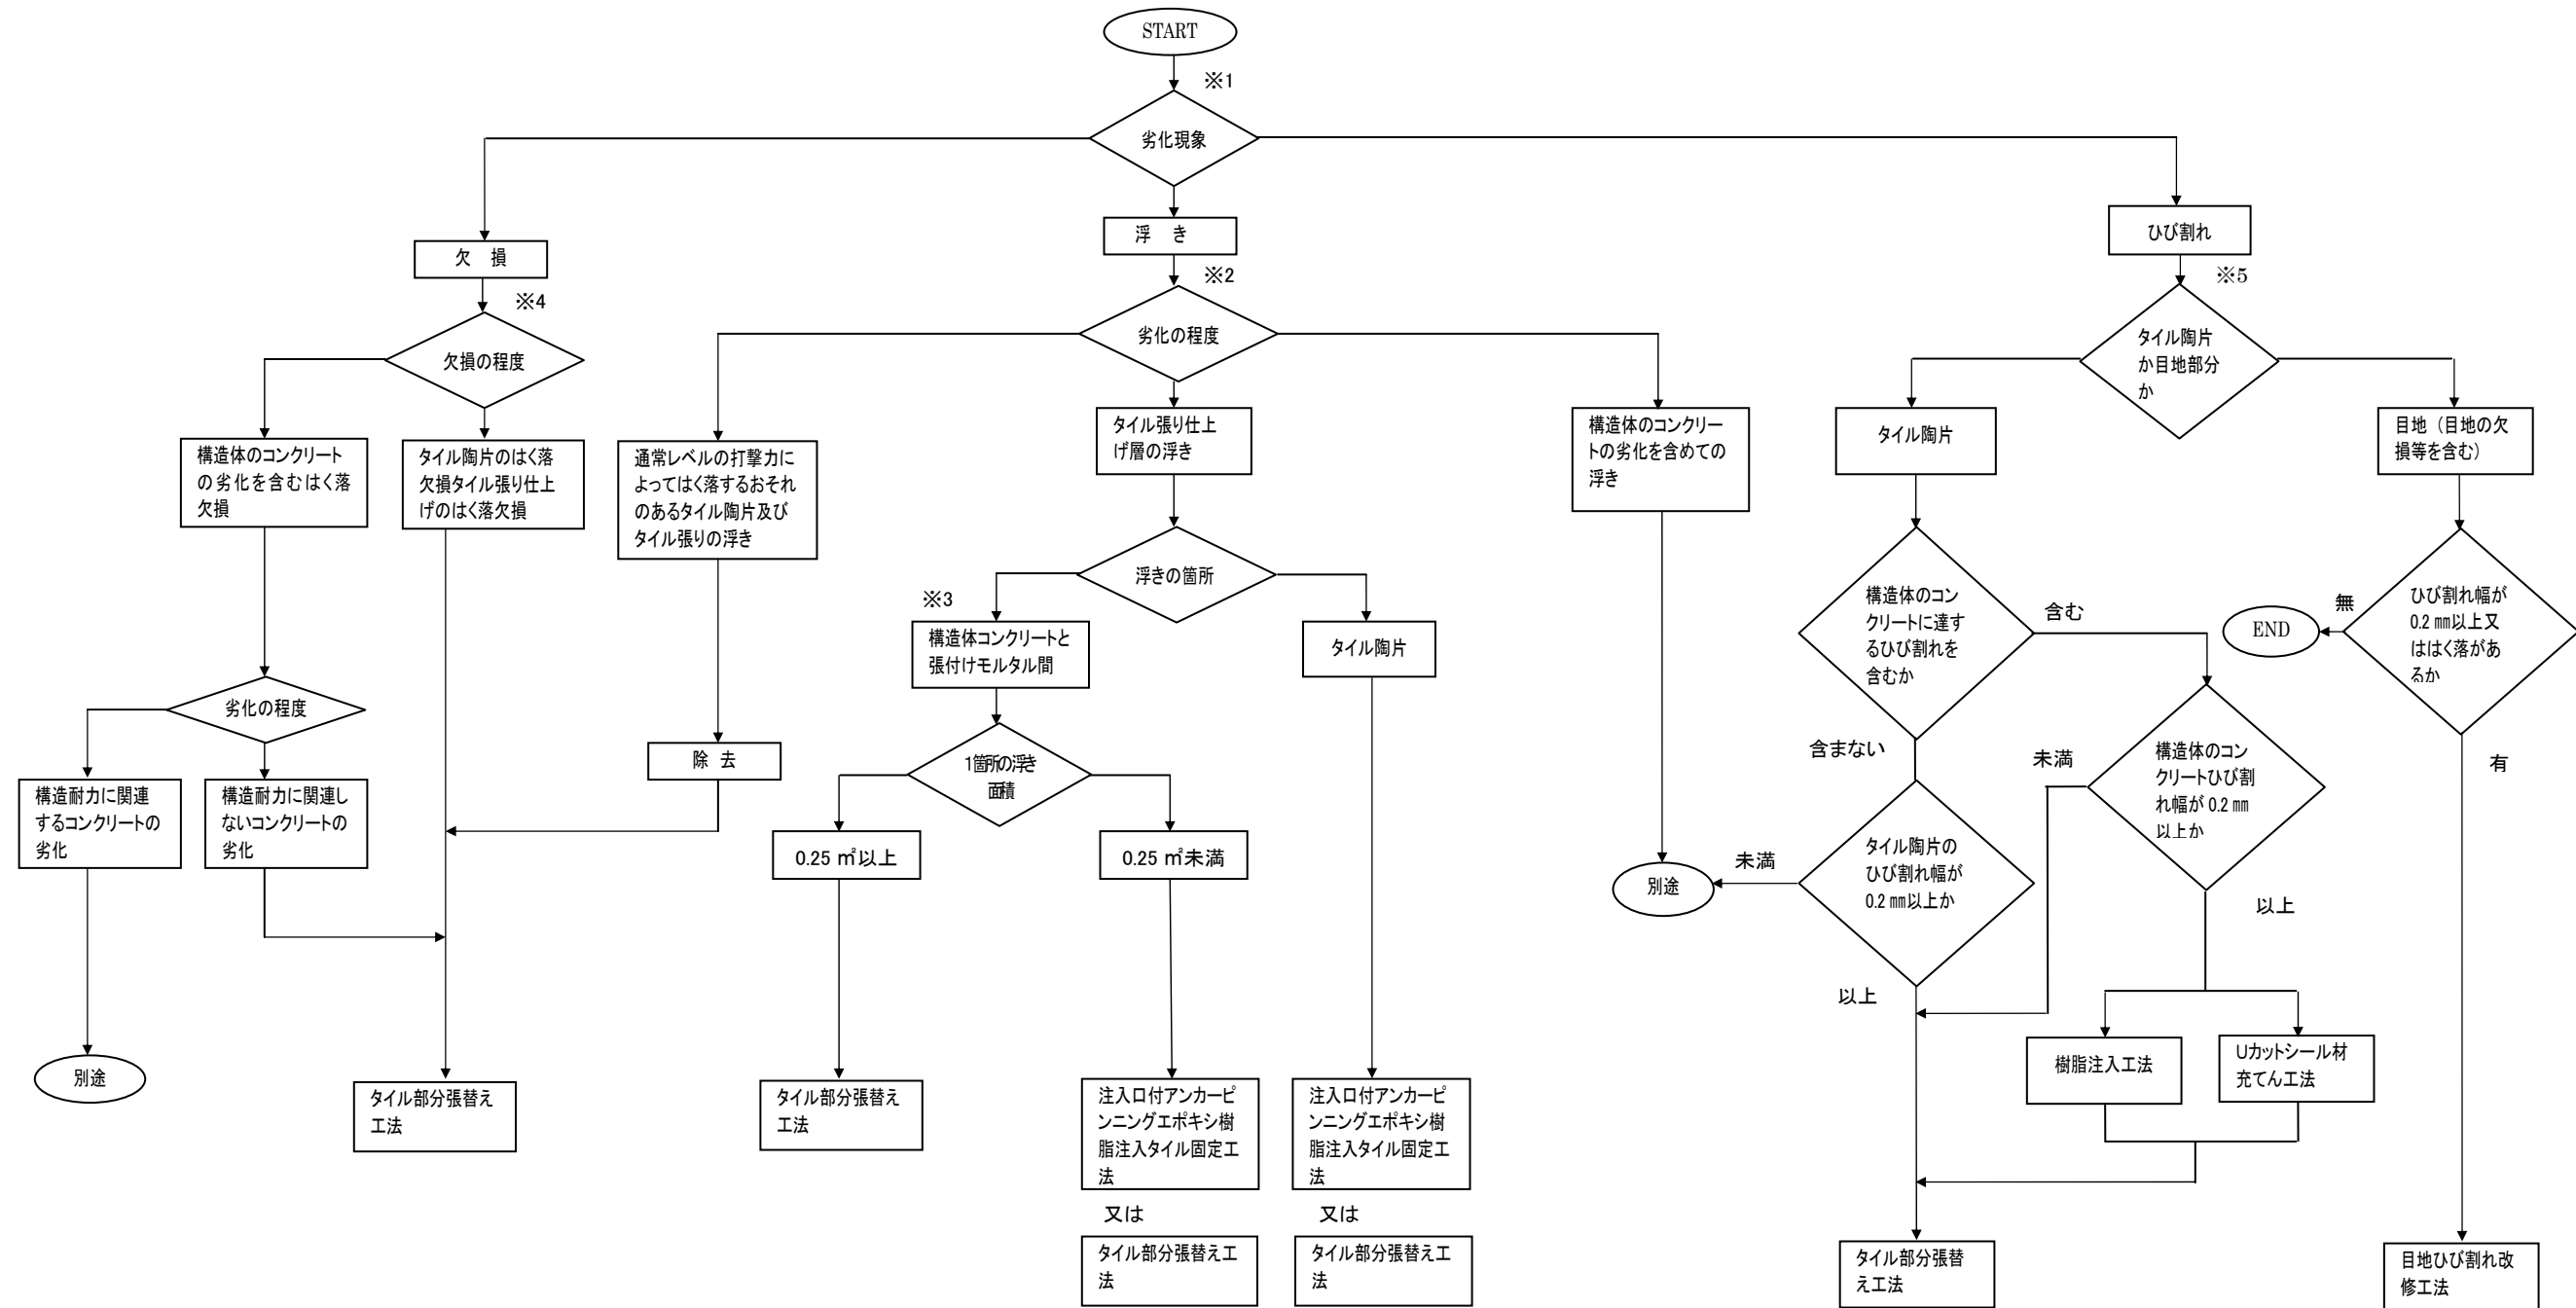 START
※1
劣化現象
欠 損
浮 き
ひび割れ
※4
※2
※5
欠損の程度
劣化の程度
タイル陶片
か目地部分
か
構造体のコンクリート
の劣化を含むはく落
欠損
タイル陶片のはく落
欠損タイル張り仕上
げのはく落欠損
通常レベルの打撃力に
よってはく落するおそれ
のあるタイル陶片及び
タイル張りの浮き
タイル張り仕上
げ層の浮き
構造体のコンクリー
トの劣化を含めての
浮き
タイル陶片
目地（目地の欠
損等を含む）
浮きの箇所
※3
構造体コンクリートと
張付けモルタル間
タイル陶片
構造体のコン
クリートに達す
るひび割れを
含むか
含む
含まない
END
無
ひび割れ幅が
0.2 ㎜以上又
ははく落があ
るか
有
劣化の程度
除 去
1箇所の浮き
面積
構造体のコン
クリートひび割
れ幅が 0.2 ㎜
以上か
未満
以上
構造耐力に関連
するコンクリートの
劣化
構造耐力に関連し
ないコンクリートの
劣化
0.25 ㎡以上
0.25 ㎡未満
別途
未満
タイル陶片の
ひび割れ幅が
0.2 ㎜以上か
以上
樹脂注入工法
Uカットシール材
充てん工法
別途
タイル部分張替え
工法
タイル部分張替え
工法
注入口付アンカーピ
ンニングエポキシ樹
脂注入タイル固定工
法
又は
タイル部分張替え工
法
注入口付アンカーピ
ンニングエポキシ樹
脂注入タイル固定工
法
又は
タイル部分張替え工
法
タイル部分張替
え工法
目地ひび割れ改
修工法